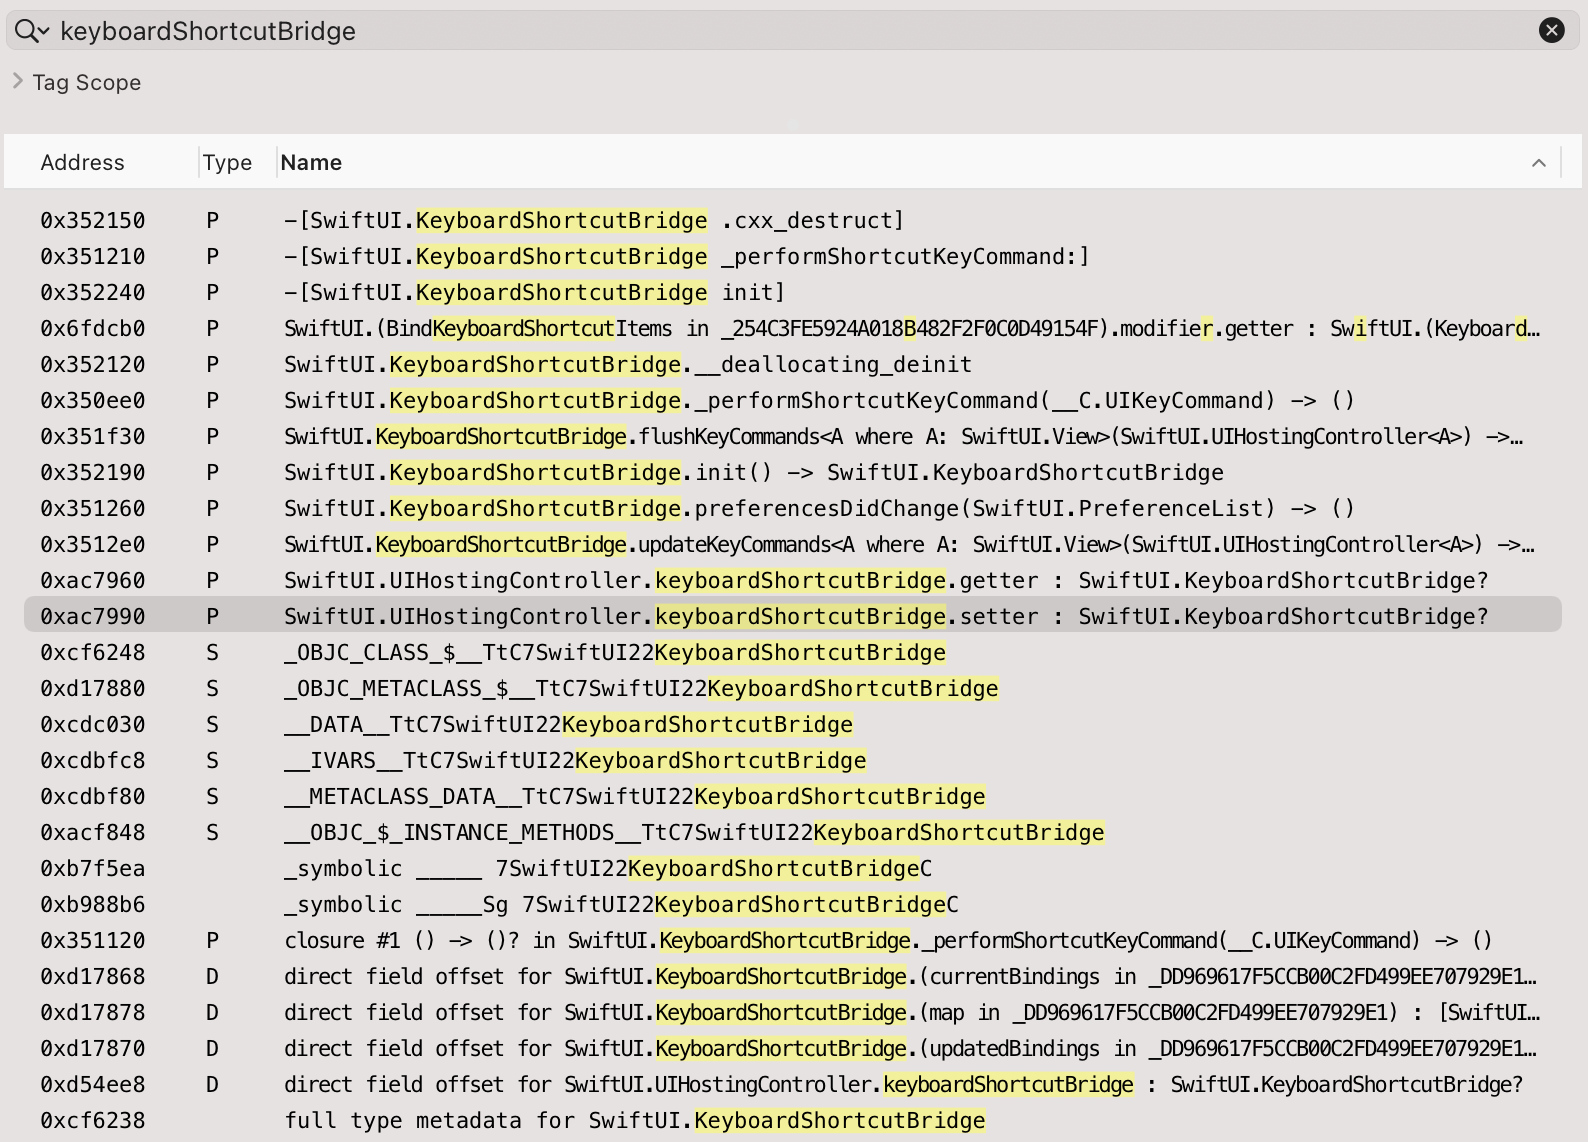 keyboardShortcutBridge
Tag Scope
Address Type Name
0x352150 P -[SwiftUI.KeyboardShortcutBridge .cxx_destruct]
0x351210 P -[SwiftUI.KeyboardShortcutBridge _performShortcutKeyCommand:]
0x352240 P -[SwiftUI.KeyboardShortcutBridge init]
0x6fdcb0 P SwiftUI.(BindKeyboardShortcutItems in _254C3FE5924A018B482F2F0C0D49154F).modifier.getter : SwiftUI.(Keyboard…
0x352120 P SwiftUI.KeyboardShortcutBridge.__deallocating_deinit
0x350ee0 P SwiftUI.KeyboardShortcutBridge._performShortcutKeyCommand(__C.UIKeyCommand) -> ()
0x351f30 P SwiftUI.KeyboardShortcutBridge.flushKeyCommands<A where A: SwiftUI.View>(SwiftUI.UIHostingController<A>) ->…
0x352190 P SwiftUI.KeyboardShortcutBridge.init() -> SwiftUI.KeyboardShortcutBridge
0x351260 P SwiftUI.KeyboardShortcutBridge.preferencesDidChange(SwiftUI.PreferenceList) -> ()
0x3512e0 P SwiftUI.KeyboardShortcutBridge.updateKeyCommands<A where A: SwiftUI.View>(SwiftUI.UIHostingController<A>) ->…
0xac7960 P SwiftUI.UIHostingController.keyboardShortcutBridge.getter : SwiftUI.KeyboardShortcutBridge?
0xac7990 P SwiftUI.UIHostingController.keyboardShortcutBridge.setter : SwiftUI.KeyboardShortcutBridge?
0xcf6248 S _OBJC_CLASS_$__TtC7SwiftUI22KeyboardShortcutBridge
0xd17880 S _OBJC_METACLASS_$__TtC7SwiftUI22KeyboardShortcutBridge
0xcdc030 S __DATA__TtC7SwiftUI22KeyboardShortcutBridge
0xcdbfc8 S __IVARS__TtC7SwiftUI22KeyboardShortcutBridge
0xcdbf80 S __METACLASS_DATA__TtC7SwiftUI22KeyboardShortcutBridge
0xacf848 S __OBJC_$_INSTANCE_METHODS__TtC7SwiftUI22KeyboardShortcutBridge
0xb7f5ea _symbolic _____ 7SwiftUI22KeyboardShortcutBridgeC
0xb988b6 _symbolic _____Sg 7SwiftUI22KeyboardShortcutBridgeC
0x351120 P closure #1 () -> ()? in SwiftUI.KeyboardShortcutBridge._performShortcutKeyCommand(__C.UIKeyCommand) -> ()
0xd17868 D direct field offset for SwiftUI.KeyboardShortcutBridge.(currentBindings in _DD969617F5CCB00C2FD499EE707929E1…
0xd17878 D direct field offset for SwiftUI.KeyboardShortcutBridge.(map in _DD969617F5CCB00C2FD499EE707929E1) : [SwiftUI…
0xd17870 D direct field offset for SwiftUI.KeyboardShortcutBridge.(updatedBindings in _DD969617F5CCB00C2FD499EE707929E1…
0xd54ee8 D direct field offset for SwiftUI.UIHostingController.keyboardShortcutBridge : SwiftUI.KeyboardShortcutBridge?
0xcf6238 full type metadata for SwiftUI.KeyboardShortcutBridge